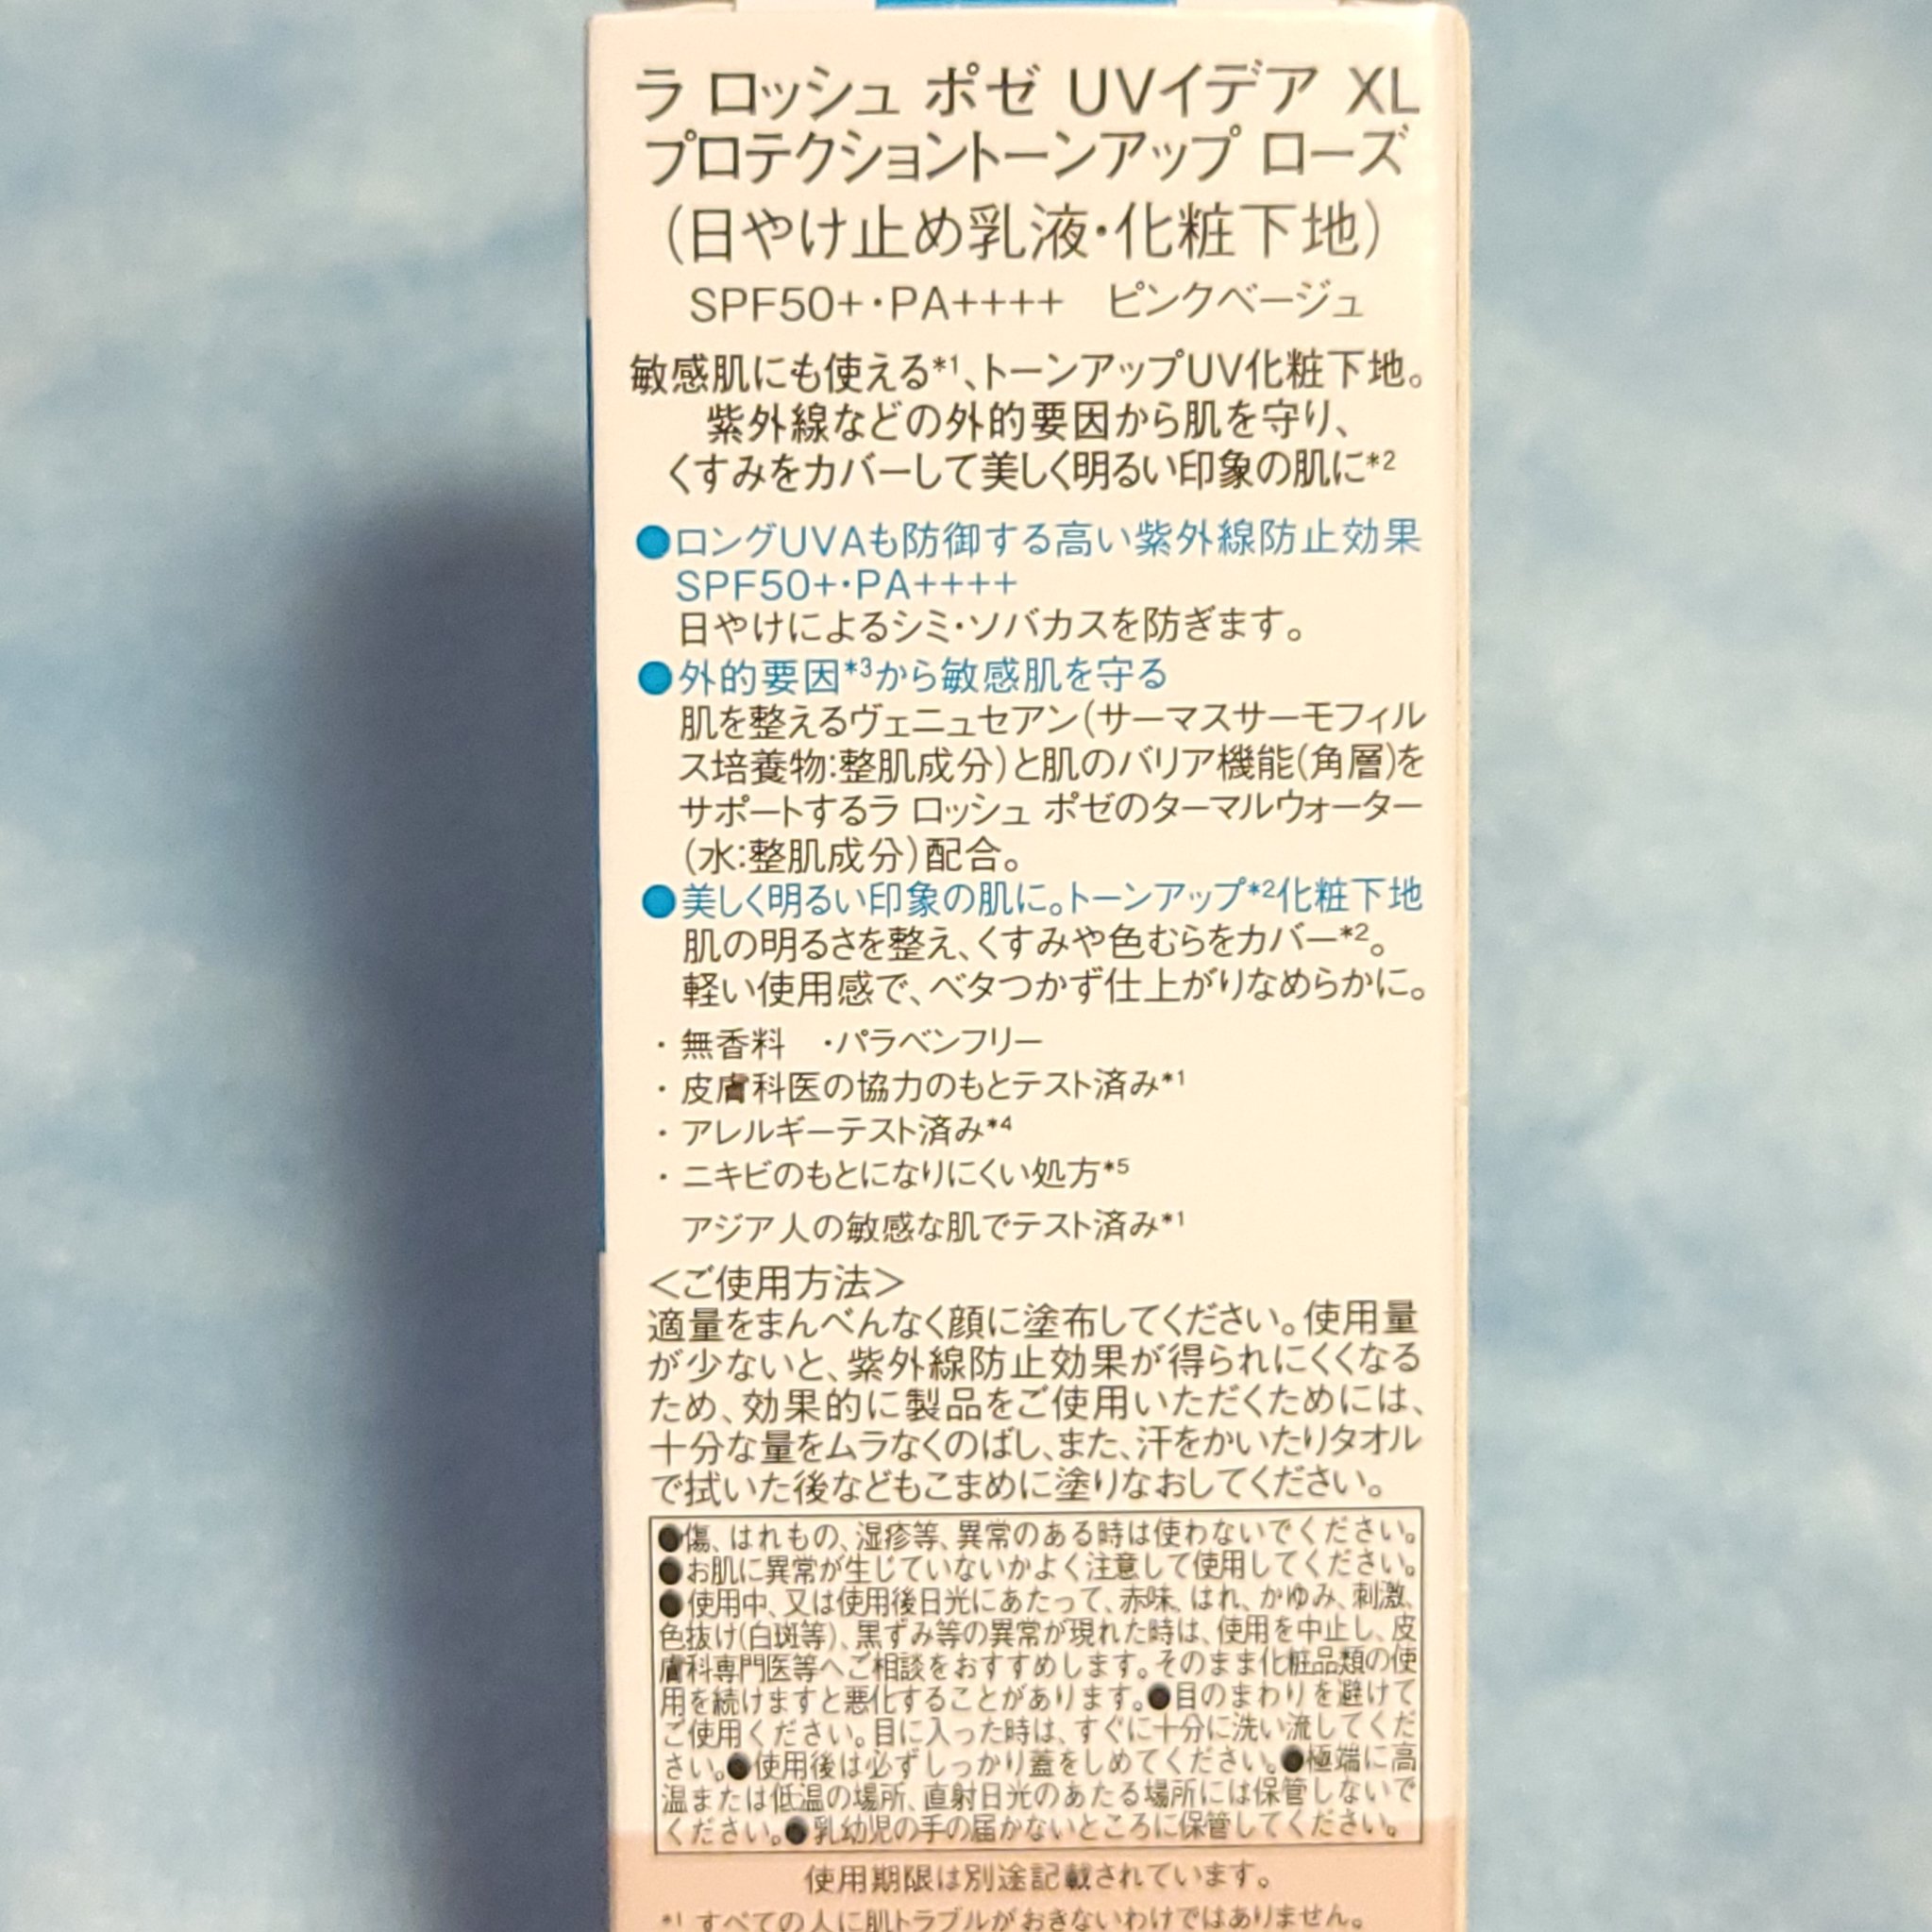 ラ ロッシュ ポゼ UVイデア XL
プロテクショントーンアップ ローズ
(日やけ止め乳液・化粧下地)
SPF50+・PA++++ ピンクベージュ
敏感肌にも使える*1、トーンアップUV化粧下地。
紫外線などの外的要因から肌を守り、
くすみをカバーして美しく明るい印象の肌に*2
●ロングUVAも防御する高い紫外線防止効果
SPF50+・PA++++
日やけによるシミ・ソバカスを防ぎます。
●外的要因*3から敏感肌を守る
肌を整えるヴェニュセアン(サーマスサーモフィル
ス培養物:整肌成分)と肌のバリア機能(角層)を
サポートするラ ロッシュ ポゼのターマルウォーター
(水:整肌成分)配合。
●美しく明るい印象の肌に。トーンアップ*2化粧下地
肌の明るさを整え、くすみや色むらをカバー*2。
軽い使用感で、ベタつかず仕上がりなめらかに。
・無香料 ・パラベンフリー
・皮膚科医の協力のもとテスト済み*1
・アレルギーテスト済み*4
・ニキビのもとになりにくい処方*5
アジア人の敏感な肌でテスト済み*1
<ご使用方法>
適量をまんべんなく顔に塗布してください。使用量
が少ないと、紫外線防止効果が得られにくくなる
ため、効果的に製品をご使用いただくためには、
十分な量をムラなくのばし、また、汗をかいたりタオル
で拭いた後などもこまめに塗りなおしてください。
●傷、はれもの、湿疹等、異常のある時は使わないでください。
●お肌に異常が生じていないかよく注意して使用してください。
●使用中、又は使用後日光にあたって、赤味、はれ、かゆみ、刺激、
色抜け(白斑等)、黒ずみ等の異常が現れた時は、使用を中止し、皮
膚科専門医等へご相談をおすすめします。そのまま化粧品類の使
用を続けますと悪化することがあります。●目のまわりを避けて
ご使用ください。目に入った時は、すぐに十分に洗い流してくだ
さい。●使用後は必ずしっかり蓋をしめてください。●極端に高
温または低温の場所、直射日光のあたる場所には保管しないで
ください。●乳幼児の手の届かないところに保管してください。
使用期限は別途記載されています。
*1 すべての人に肌トラブルがおきないわけではありません。